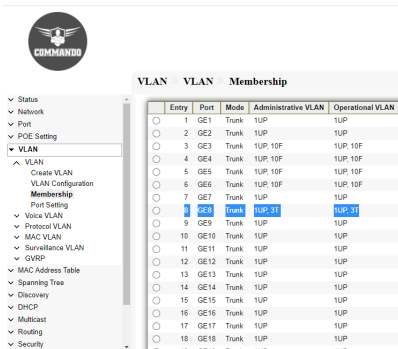 COMMANDO
VLAN VLAN Membership
Status
Network
Port
POE Setting
VLAN
VLAN
Create VLAN
VLAN Configuration
Membership
Port Setting
Voice VLAN
Protocol VLAN
MAC VLAN
Surveillance VLAN
GVRP
MAC Address Table
Spanning Tree
Discovery
DHCP
Multicast
Routing
Security
Entry Port Mode Administrative VLAN Operational VLAN
1 GE1 Trunk 1UP 1UP
2 GE2 Trunk 1UP 1UP
3 GE3 Trunk 1UP, 10F 1UP, 10F
4 GE4 Trunk 1UP, 10F 1UP, 10F
5 GE5 Trunk 1UP, 10F 1UP, 10F
6 GE6 Trunk 1UP, 10F 1UP, 10F
7 GE7 Trunk 1UP 1UP
8 GE8 Trunk 1UP, 3T 1UP, 3T
9 GE9 Trunk 1UP 1UP
10 GE10 Trunk 1UP 1UP
11 GE11 Trunk 1UP 1UP
12 GE12 Trunk 1UP 1UP
13 GE13 Trunk 1UP 1UP
14 GE14 Trunk 1UP 1UP
15 GE15 Trunk 1UP 1UP
16 GE16 Trunk 1UP 1UP
17 GE17 Trunk 1UP 1UP
18 GE18 Trunk 1UP 1UP